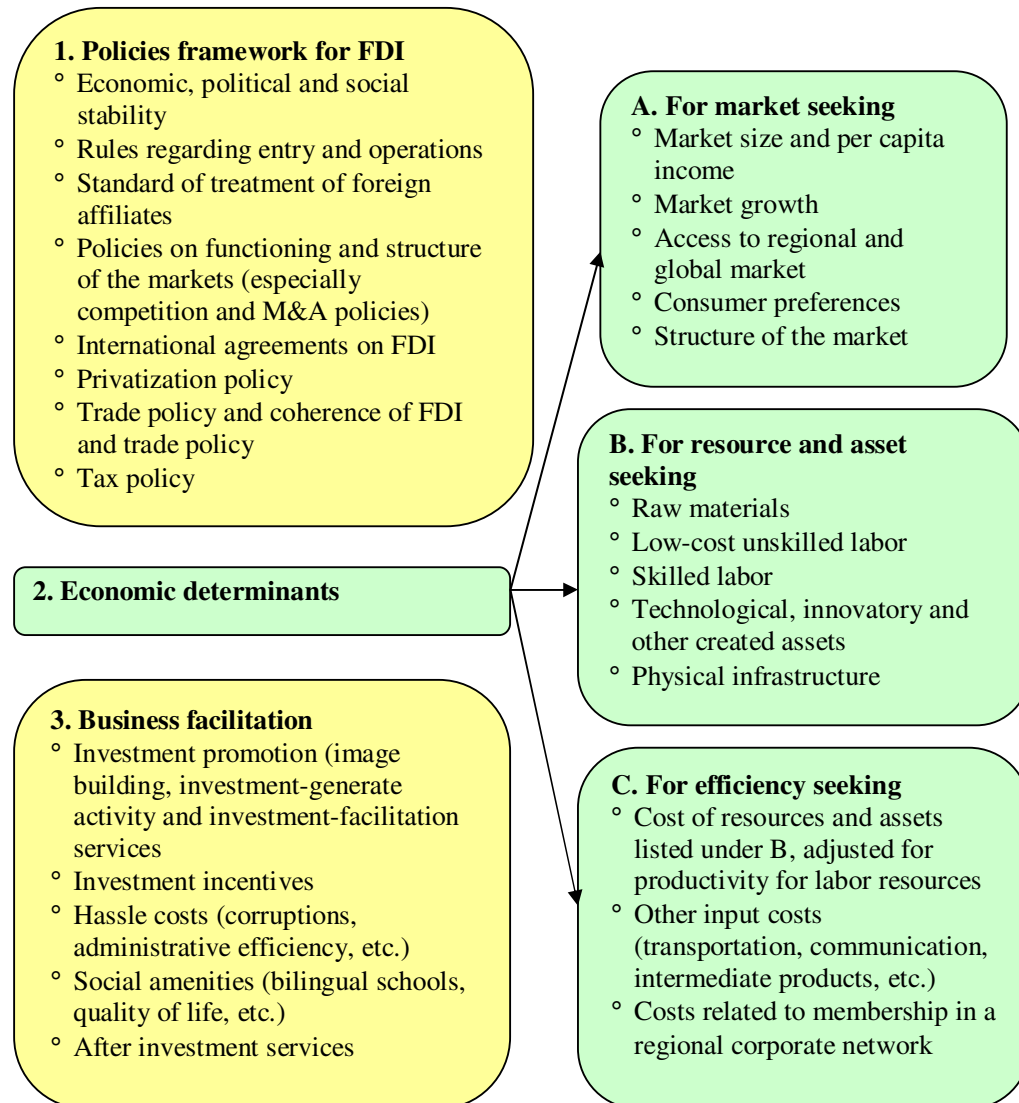 1. Policies framework for FDI
° Economic, political and social
stability
° Rules regarding entry and operations
° Standard of treatment of foreign
affiliates
° Policies on functioning and structure
of the markets (especially
competition and M&A policies)
° International agreements on FDI
° Privatization policy
° Trade policy and coherence of FDI
and trade policy
° Tax policy
2. Economic determinants
3. Business facilitation
° Investment promotion (image
building, investment-generate
activity and investment-facilitation
services
° Investment incentives
° Hassle costs (corruptions,
administrative efficiency, etc.)
° Social amenities (bilingual schools,
quality of life, etc.)
° After investment services
A. For market seeking
° Market size and per capita
income
° Market growth
° Access to regional and
global market
° Consumer preferences
° Structure of the market
B. For resource and asset
seeking
° Raw materials
° Low-cost unskilled labor
° Skilled labor
° Technological, innovatory and
other created assets
° Physical infrastructure
C. For efficiency seeking
° Cost of resources and assets
listed under B, adjusted for
productivity for labor resources
° Other input costs
(transportation, communication,
intermediate products, etc.)
° Costs related to membership in a
regional corporate network